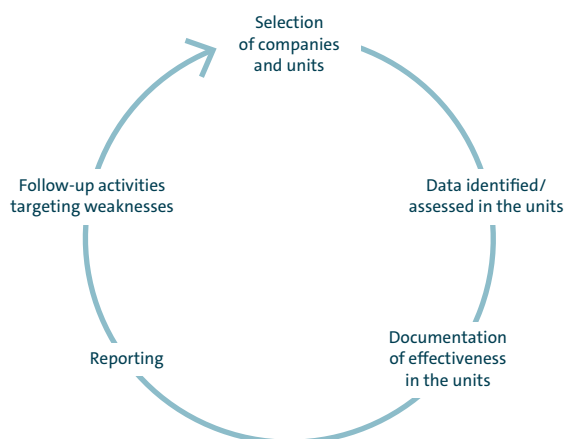 Selection
of companies
and units
Data identified/
assessed in the units
Documentation
of effectiveness
in the units
Reporting
Follow-up activities
targeting weaknesses